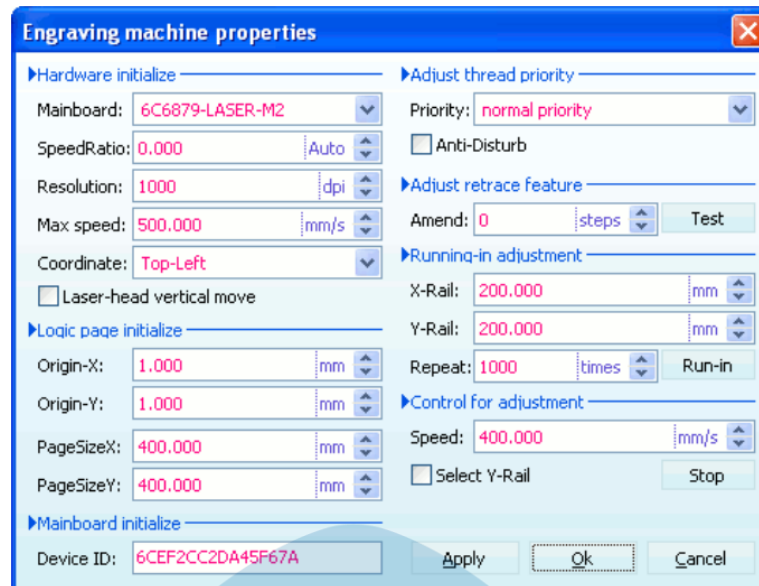 Engraving machine properties
Hardware initialize
Mainboard: 6C6879-LASER-M2
SpeedRatio: 0.000 Auto
Resolution: 1000 dpi
Max speed: 500.000 mm/s
Coordinate: Top-Left
Laser-head vertical move
Logic page initialize
Origin-X: 1.000 mm
Origin-Y: 1.000 mm
PageSizeX: 400.000 mm
PageSizeY: 400.000 mm
Mainboard initialize
Device ID: 6CEF2CC2DA45F67A
Adjust thread priority
Priority: normal priority
Anti-Disturb
Adjust retrace feature
Amend: 0 steps Test
Running-in adjustment
X-Rail: 200.000 mm
Y-Rail: 200.000 mm
Repeat: 1000 times Run-in
Control for adjustment
Speed: 400.000 mm/s
Select Y-Rail Stop
Apply Ok Cancel